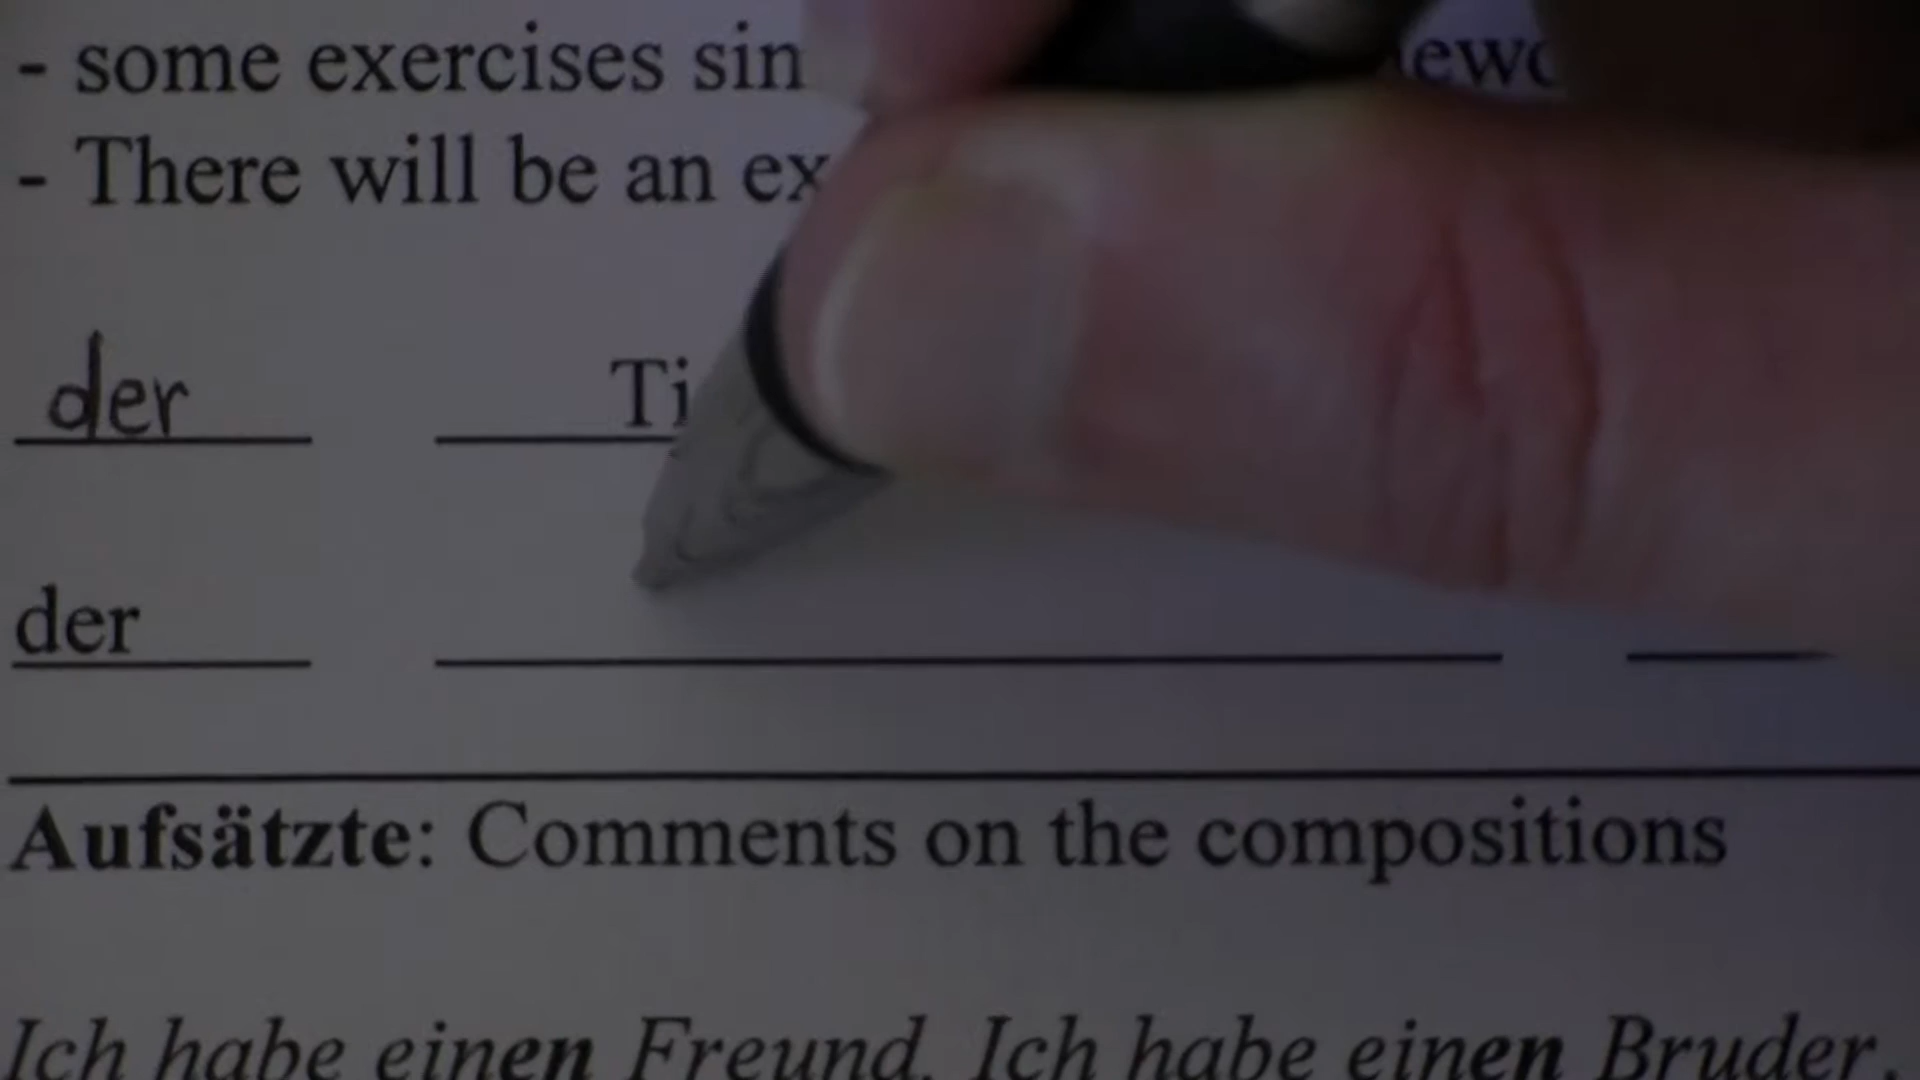 - some exercises sin ewo
- There will be an ex
der Ti
der
Aufsätzte: Comments on the compositions
Ich habe einen Freund. Ich habe einen Bruder.